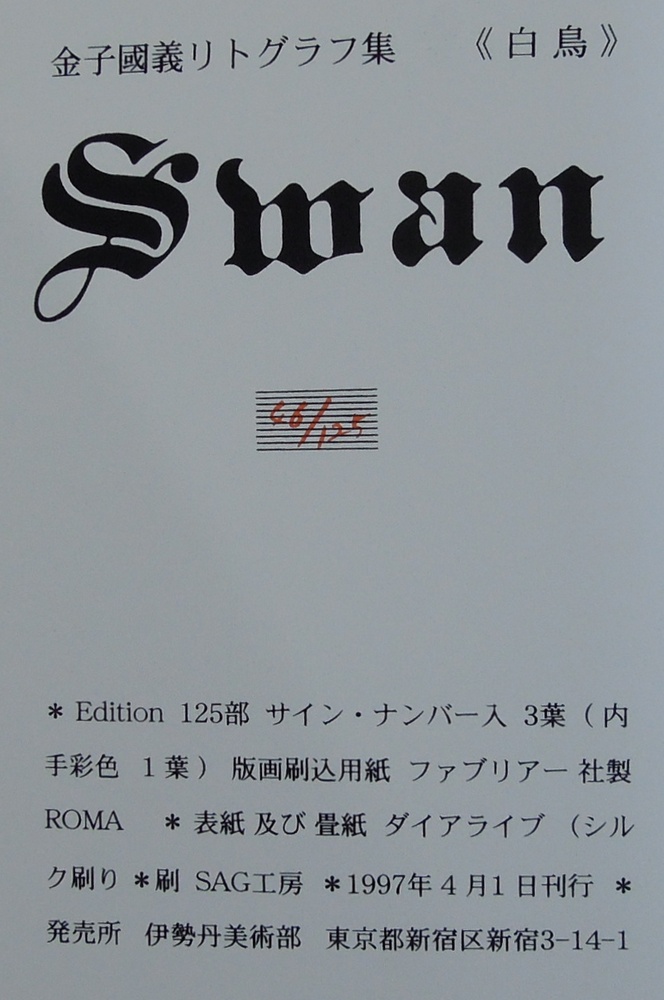 金子國義リトグラフ集 《白鳥》
Swan
46/125
* Edition 125部 サイン・ナンバー入 3葉（内
手彩色 1葉） 版画刷込用紙 ファブリアー社製
ROMA * 表紙及び畳紙 ダイアライブ （シル
ク刷り *刷 SAG工房 *1997年4月1日刊行 *
発売所 伊勢丹美術部 東京都新宿区新宿3-14-1